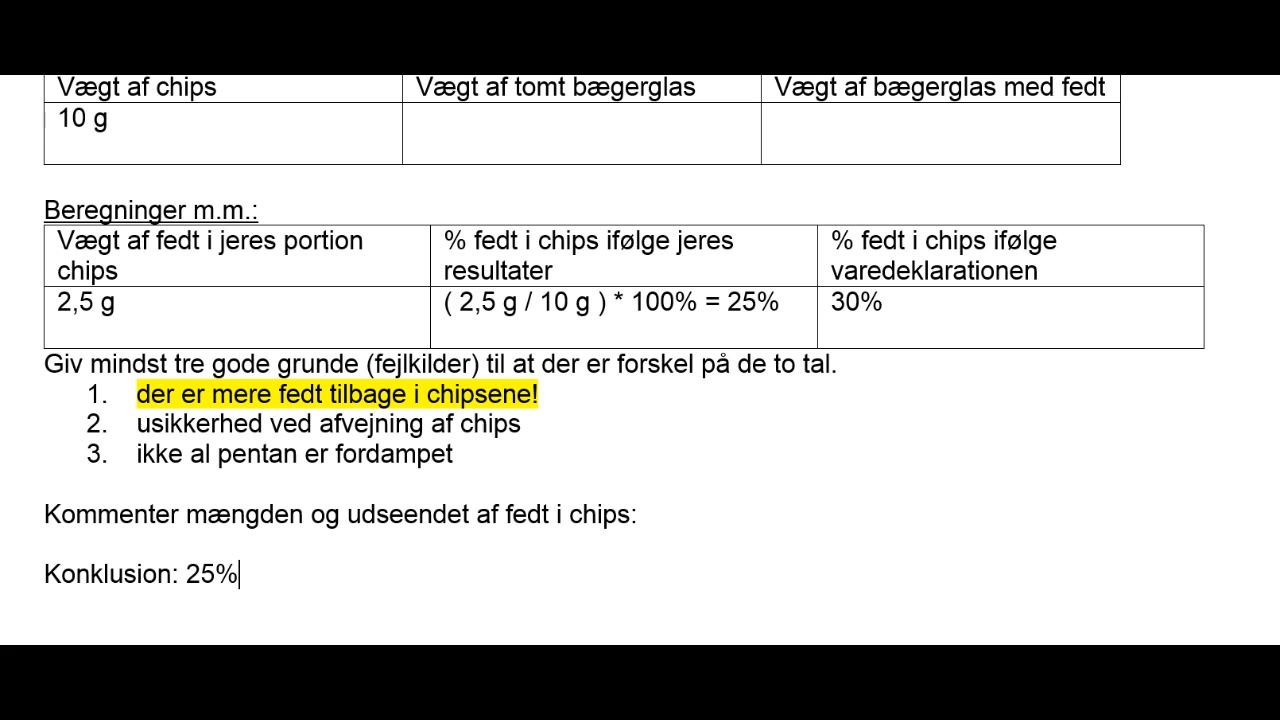 Vægt af chips Vægt af tomt bægerglas Vægt af bægerglas med fedt
10 g
Beregninger m.m.:
Vægt af fedt i jeres portion % fedt i chips ifølge jeres % fedt i chips ifølge
chips resultater varedeklarationen
2,5 g ( 2,5 g / 10 g ) * 100% = 25% 30%
Giv mindst tre gode grunde (fejlkilder) til at der er forskel på de to tal.
1. der er mere fedt tilbage i chipsene!
2. usikkerhed ved afvejning af chips
3. ikke al pentan er fordampet
Kommenter mængden og udseendet af fedt i chips:
Konklusion: 25%